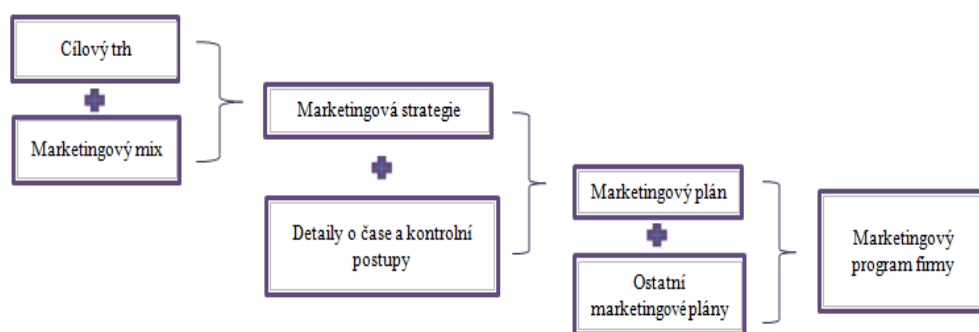 Cílový trh
Marketingový mix
Marketingová strategie
Detaily o čase a kontrolní
postupy
Marketingový plán
Ostatní
marketingové plány
Marketingový
program firmy